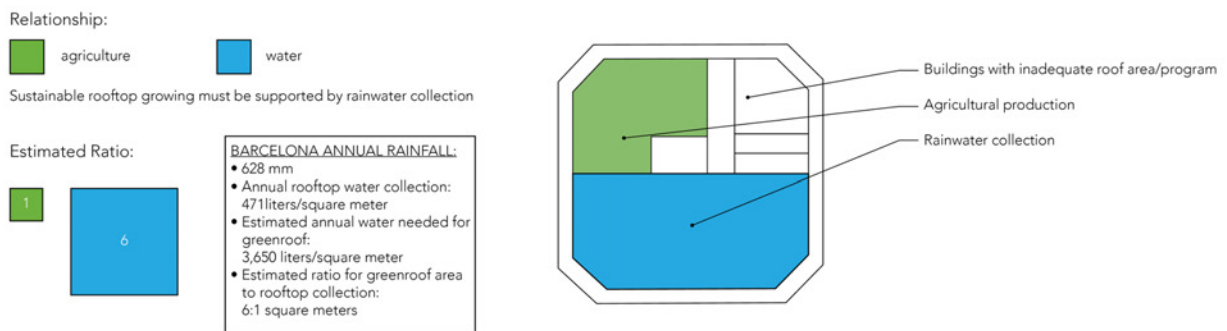 Relationship:
agriculture
water
Sustainable rooftop growing must be supported by rainwater collection
Estimated Ratio:
1
6
BARCELONA ANNUAL RAINFALL:
• 628 mm
• Annual rooftop water collection:
471liters/square meter
• Estimated annual water needed for
greenroof:
3,650 liters/square meter
• Estimated ratio for greenroof area
to rooftop collection:
6:1 square meters
Buildings with inadequate roof area/program
Agricultural production
Rainwater collection